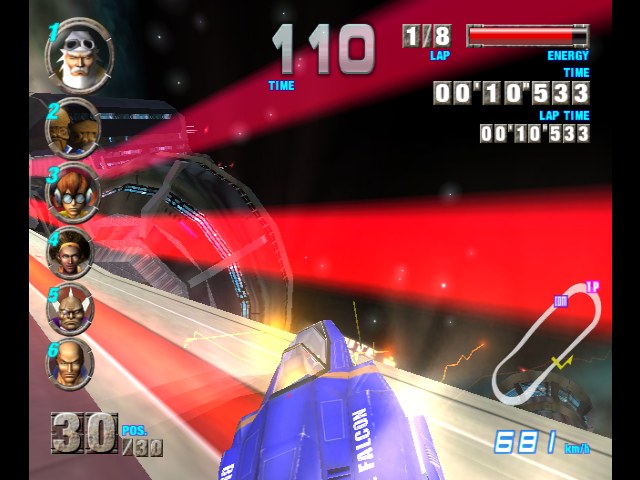 1
110
TIME
1/8
LAP
ENERGY
TIME
00'10"533
LAP TIME
00'10"533
2
3
4
5
6
1P
30
POS.
/30
FALCON
681 km/h